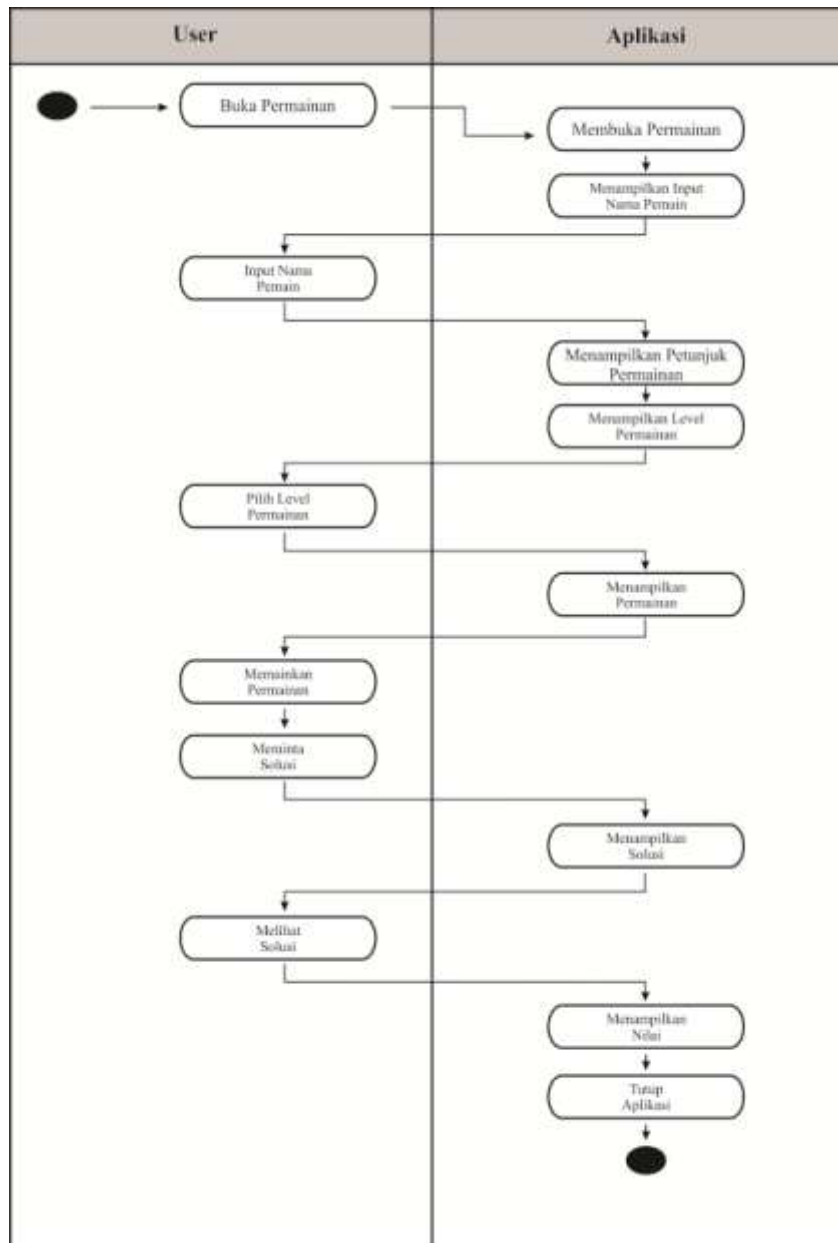 User
Aplikasi
Buka Permainan
Membuka Permainan
Menampilkan Input
Nama Pemain
Input Nama
Pemain
Menampilkan Petunjuk
Permainan
Menampilkan Level
Permainan
Pilih Level
Permainan
Menampilkan
Permainan
Memainkan
Permainan
Meminta
Solusi
Menampilkan
Solusi
Melihat
Solusi
Menampilkan
Nilai
Tutup
Aplikasi